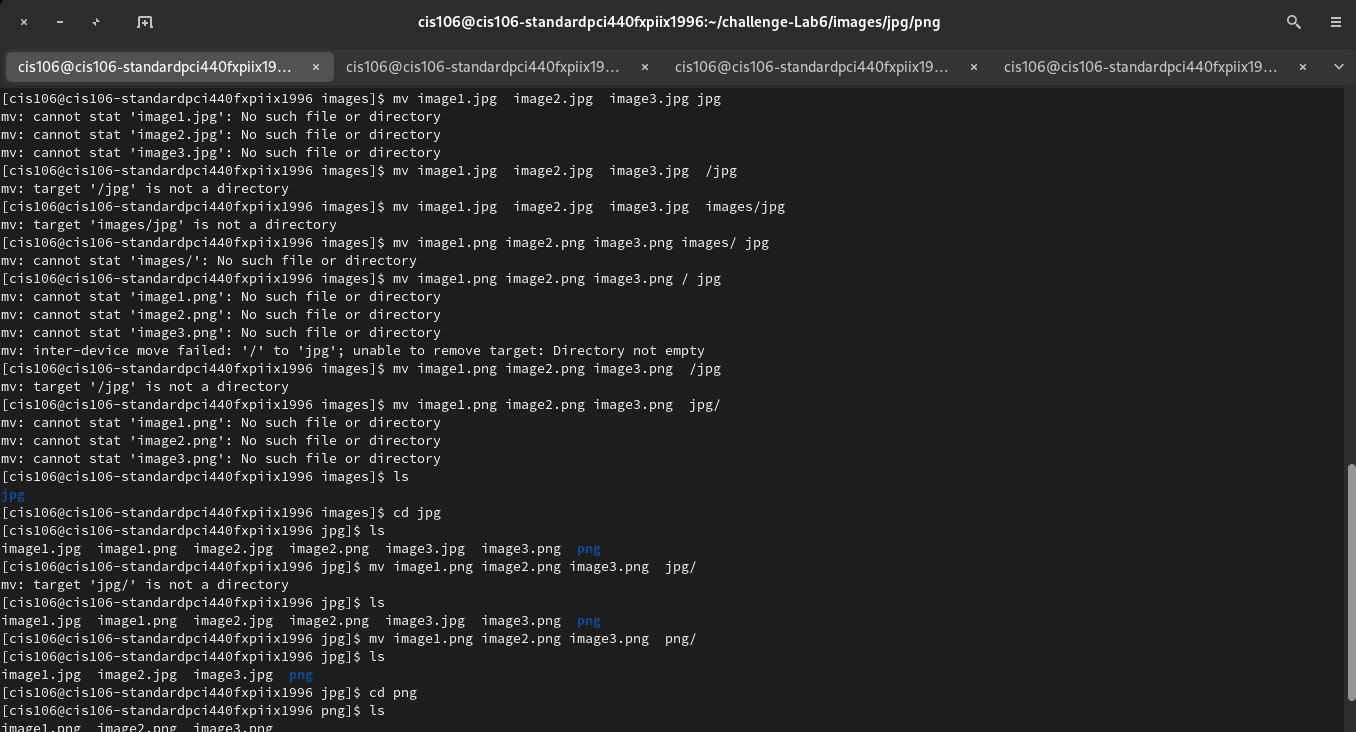 cis106@cis106-standardpci440fxpiix1996:~/challenge-Lab6/images/jpg/png
cis106@cis106-standardpci440fxpiix19... × cis106@cis106-standardpci440fxpiix19... × cis106@cis106-standardpci440fxpiix19... × cis106@cis106-standardpci440fxpiix19... ×
[cis106@cis106-standardpci440fxpiix1996 images]$ mv image1.jpg  image2.jpg  image3.jpg jpg
mv: cannot stat 'image1.jpg': No such file or directory
mv: cannot stat 'image2.jpg': No such file or directory
mv: cannot stat 'image3.jpg': No such file or directory
[cis106@cis106-standardpci440fxpiix1996 images]$ mv image1.jpg  image2.jpg  image3.jpg  /jpg
mv: target '/jpg' is not a directory
[cis106@cis106-standardpci440fxpiix1996 images]$ mv image1.jpg  image2.jpg  image3.jpg  images/jpg
mv: target 'images/jpg' is not a directory
[cis106@cis106-standardpci440fxpiix1996 images]$ mv image1.png image2.png image3.png images/ jpg
mv: cannot stat 'images/': No such file or directory
[cis106@cis106-standardpci440fxpiix1996 images]$ mv image1.png image2.png image3.png / jpg
mv: cannot stat 'image1.png': No such file or directory
mv: cannot stat 'image2.png': No such file or directory
mv: cannot stat 'image3.png': No such file or directory
mv: inter-device move failed: '/' to 'jpg'; unable to remove target: Directory not empty
[cis106@cis106-standardpci440fxpiix1996 images]$ mv image1.png image2.png image3.png  /jpg
mv: target '/jpg' is not a directory
[cis106@cis106-standardpci440fxpiix1996 images]$ mv image1.png image2.png image3.png  jpg/
mv: cannot stat 'image1.png': No such file or directory
mv: cannot stat 'image2.png': No such file or directory
mv: cannot stat 'image3.png': No such file or directory
[cis106@cis106-standardpci440fxpiix1996 images]$ ls
jpg
[cis106@cis106-standardpci440fxpiix1996 images]$ cd jpg
[cis106@cis106-standardpci440fxpiix1996 jpg]$ ls
image1.jpg  image1.png  image2.jpg  image2.png  image3.jpg  image3.png  png
[cis106@cis106-standardpci440fxpiix1996 jpg]$ mv image1.png image2.png image3.png  jpg/
mv: target 'jpg/' is not a directory
[cis106@cis106-standardpci440fxpiix1996 jpg]$ ls
image1.jpg  image1.png  image2.jpg  image2.png  image3.jpg  image3.png  png
[cis106@cis106-standardpci440fxpiix1996 jpg]$ mv image1.png image2.png image3.png  png/
[cis106@cis106-standardpci440fxpiix1996 jpg]$ ls
image1.jpg  image2.jpg  image3.jpg  png
[cis106@cis106-standardpci440fxpiix1996 jpg]$ cd png
[cis106@cis106-standardpci440fxpiix1996 png]$ ls
image1.png  image2.png  image3.png